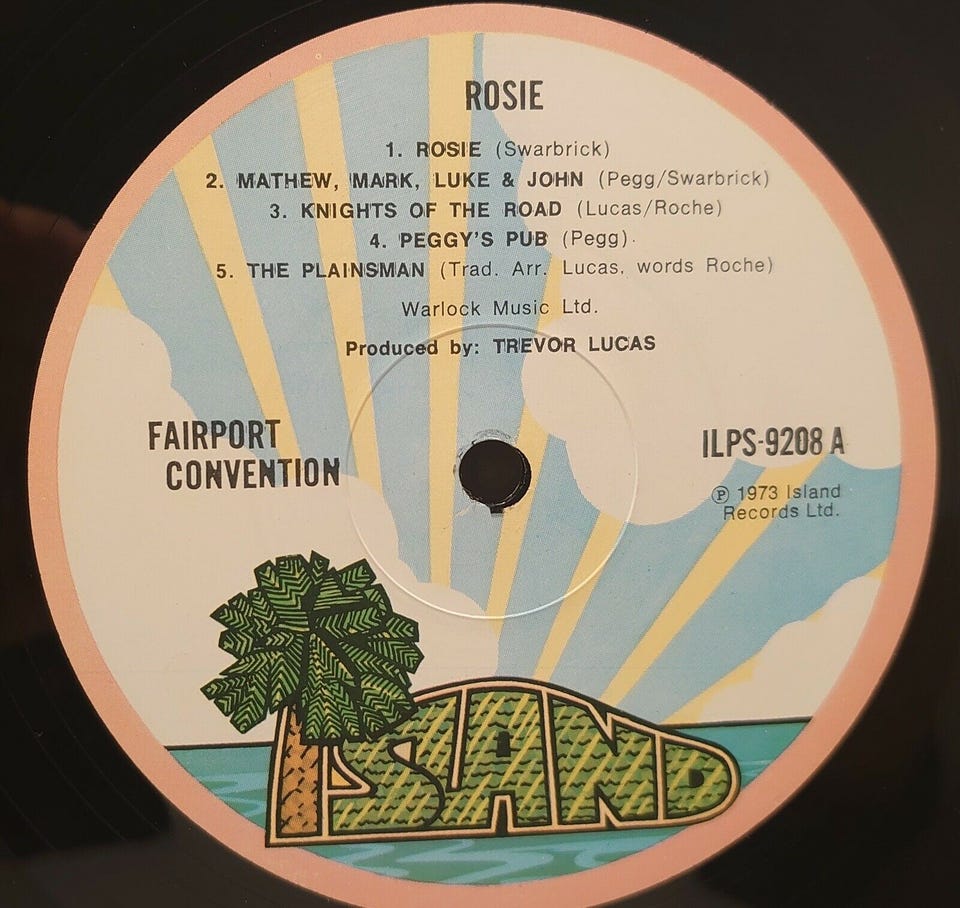 ROSIE
1. ROSIE (Swarbrick)
2. MATHEW, MARK, LUKE & JOHN (Pegg/Swarbrick)
3. KNIGHTS OF THE ROAD (Lucas/Roche)
4. PEGGY'S PUB (Pegg).
5. THE PLAINSMAN (Trad. Arr. Lucas, words Roche)
Warlock Music Ltd.
Produced by: TREVOR LUCAS
FAIRPORT
CONVENTION
ILPS-9208 A
℗ 1973 Island
Records Ltd.
ISLAND